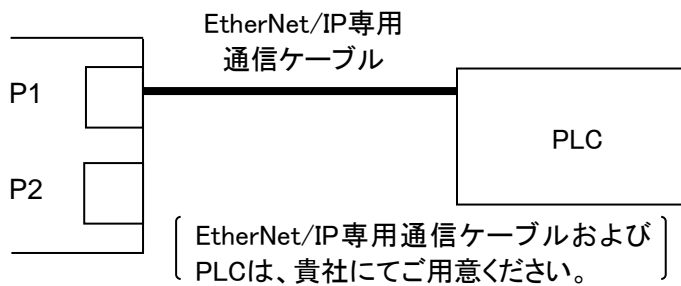 EtherNet/IP専用
通信ケーブル
P1
PLC
P2
EtherNet/IP専用通信ケーブルおよび
PLCは、貴社にてご用意ください。